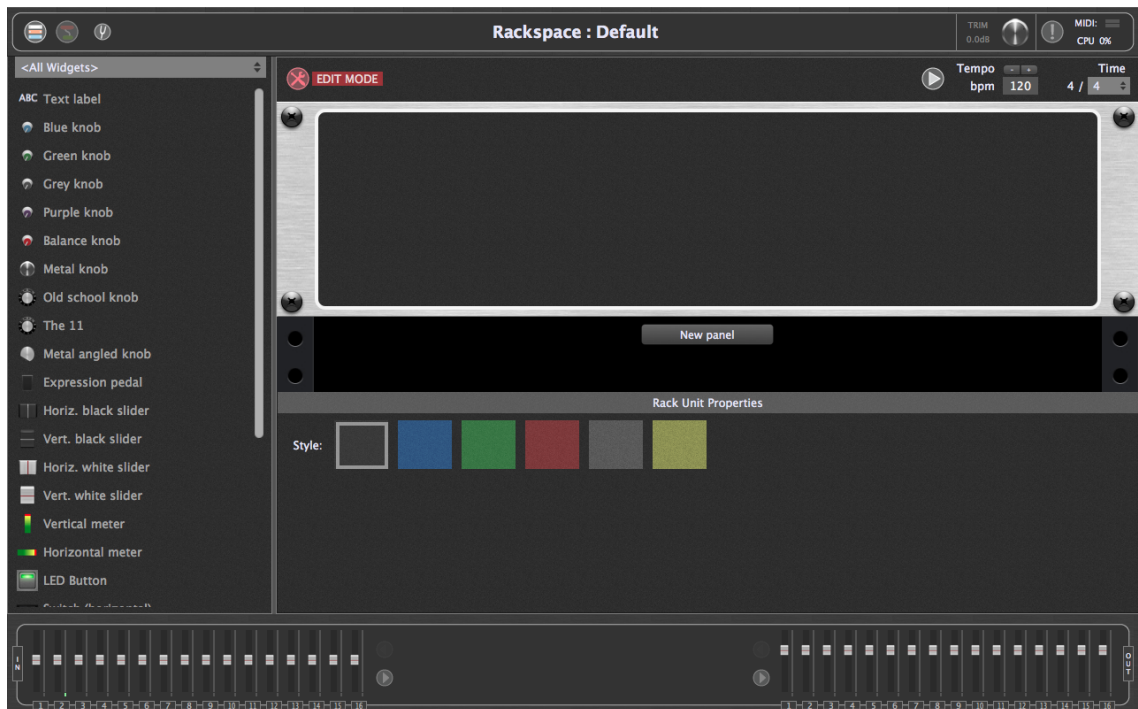 Rackspace : Default
TRIM
0.0dB
MIDI:
CPU 0%
<All Widgets>
EDIT MODE
Tempo
bpm 120
Time
4 / 4
ABC Text label
Blue knob
Green knob
Grey knob
Purple knob
Balance knob
Metal knob
Old school knob
The 11
Metal angled knob
Expression pedal
Horiz. black slider
Vert. black slider
Horiz. white slider
Vert. white slider
Vertical meter
Horizontal meter
LED Button
Switch (horizontal)
New panel
Rack Unit Properties
Style:
IN
1 2 3 4 5 6 7 8 9 10 11 12 13 14 15 16
1 2 3 4 5 6 7 8 9 10 11 12 13 14 15 16
OUT